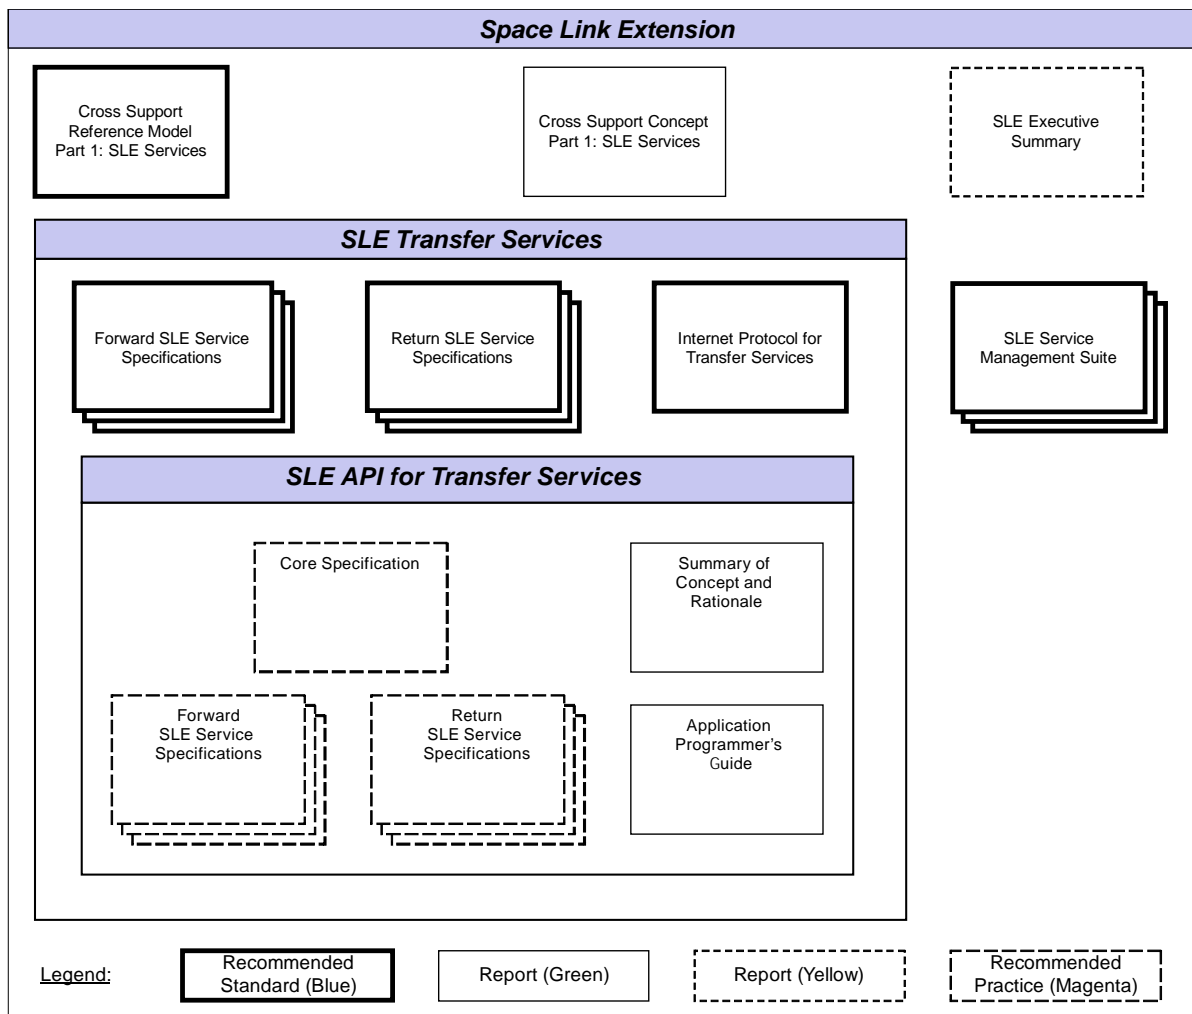 Space Link Extension
Cross Support
Reference Model
Part 1: SLE Services
Cross Support Concept
Part 1: SLE Services
SLE Executive
Summary
SLE Transfer Services
Forward SLE Service
Specifications
Return SLE Service
Specifications
Internet Protocol for
Transfer Services
SLE Service
Management Suite
SLE API for Transfer Services
Core Specification
Summary of
Concept and
Rationale
Forward
SLE Service
Specifications
Return
SLE Service
Specifications
Application
Programmer's
Guide
Legend:
Recommended
Standard (Blue)
Report (Green)
Report (Yellow)
Recommended
Practice (Magenta)